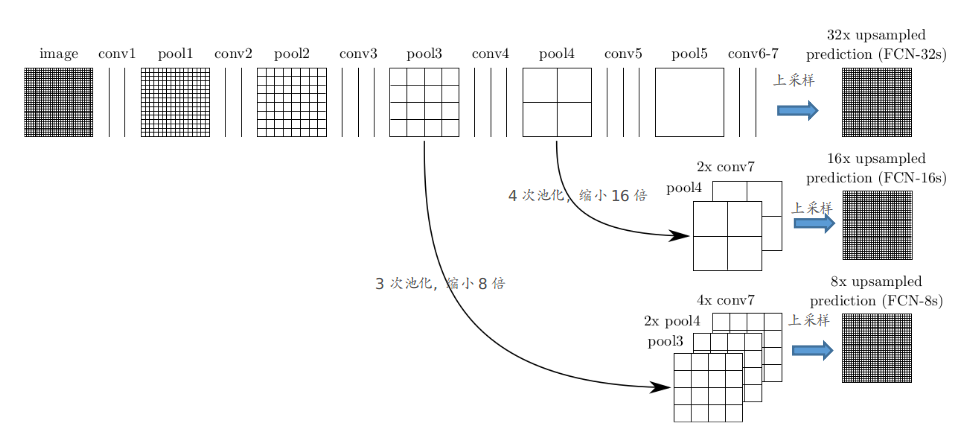 32x upsampled
image conv1 pool1 conv2 pool2 conv3 pool3 conv4 pool4 conv5 pool5 conv6-7 prediction (FCN-32s)
上采样
16x upsampled
2x conv7 prediction (FCN-16s)
pool4
4 次池化，缩小 16 倍
上采样
3 次池化，缩小 8 倍
8x upsampled
4x conv7 prediction (FCN-8s)
2x pool4 上采样
pool3